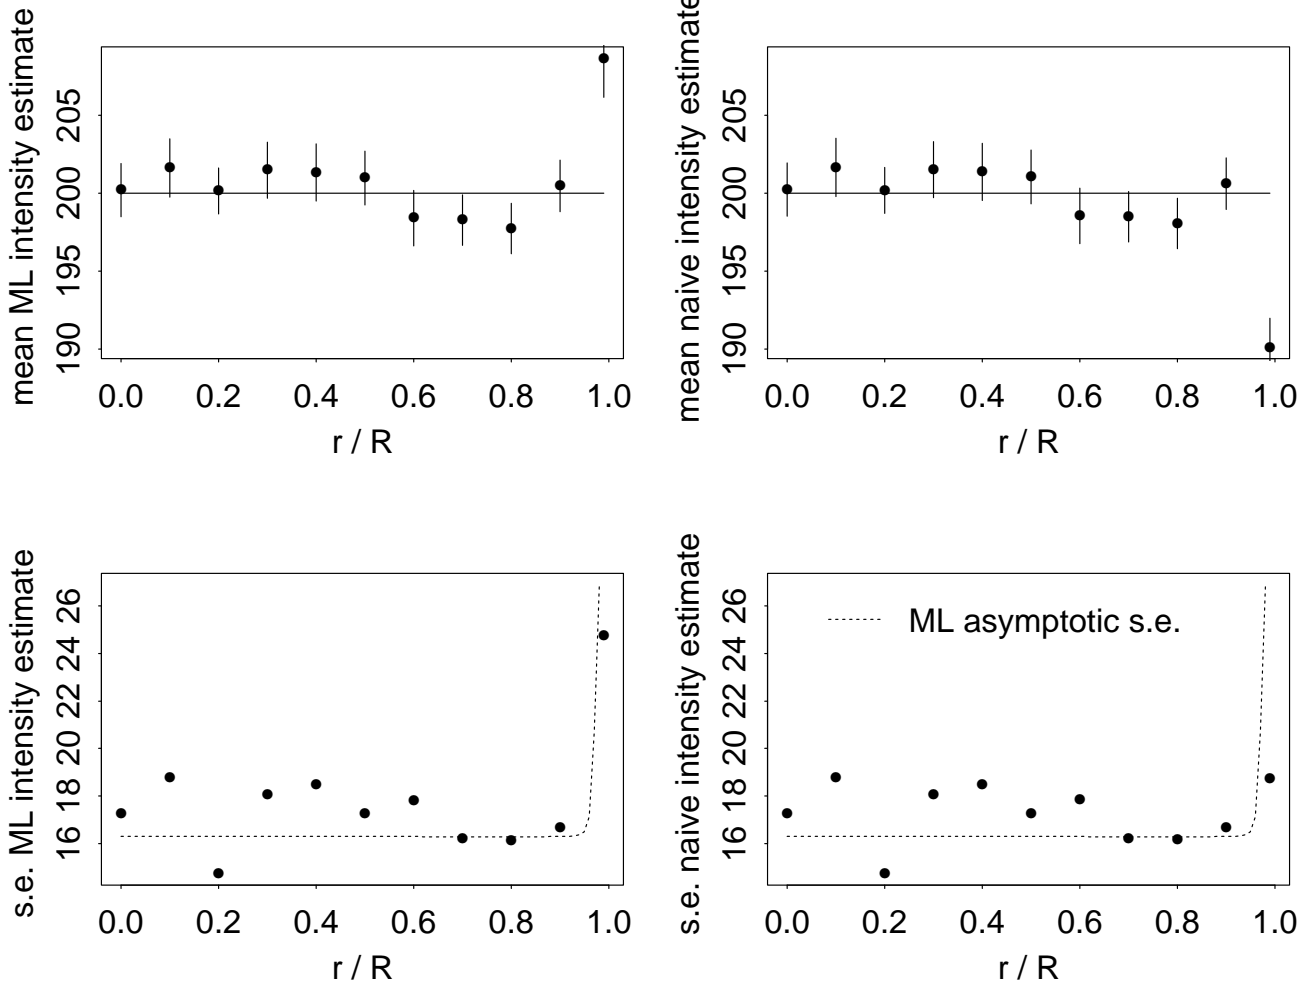 mean ML intensity estimate
190 195 200 205
0.0 0.2 0.4 0.6 0.8 1.0
r / R
mean naive intensity estimate
190 195 200 205
0.0 0.2 0.4 0.6 0.8 1.0
r / R
s.e. ML intensity estimate
16 18 20 22 24 26
0.0 0.2 0.4 0.6 0.8 1.0
r / R
s.e. naive intensity estimate
16 18 20 22 24 26
ML asymptotic s.e.
0.0 0.2 0.4 0.6 0.8 1.0
r / R